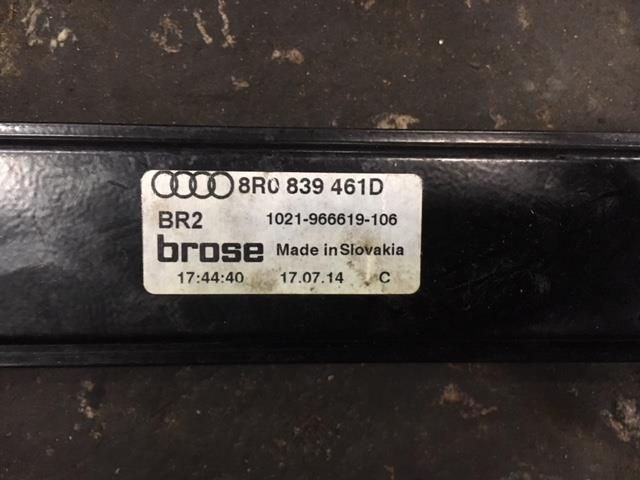 8R0 839 461D
BR2 1021-966619-106
brose Made in Slovakia
17:44:40 17.07.14 C